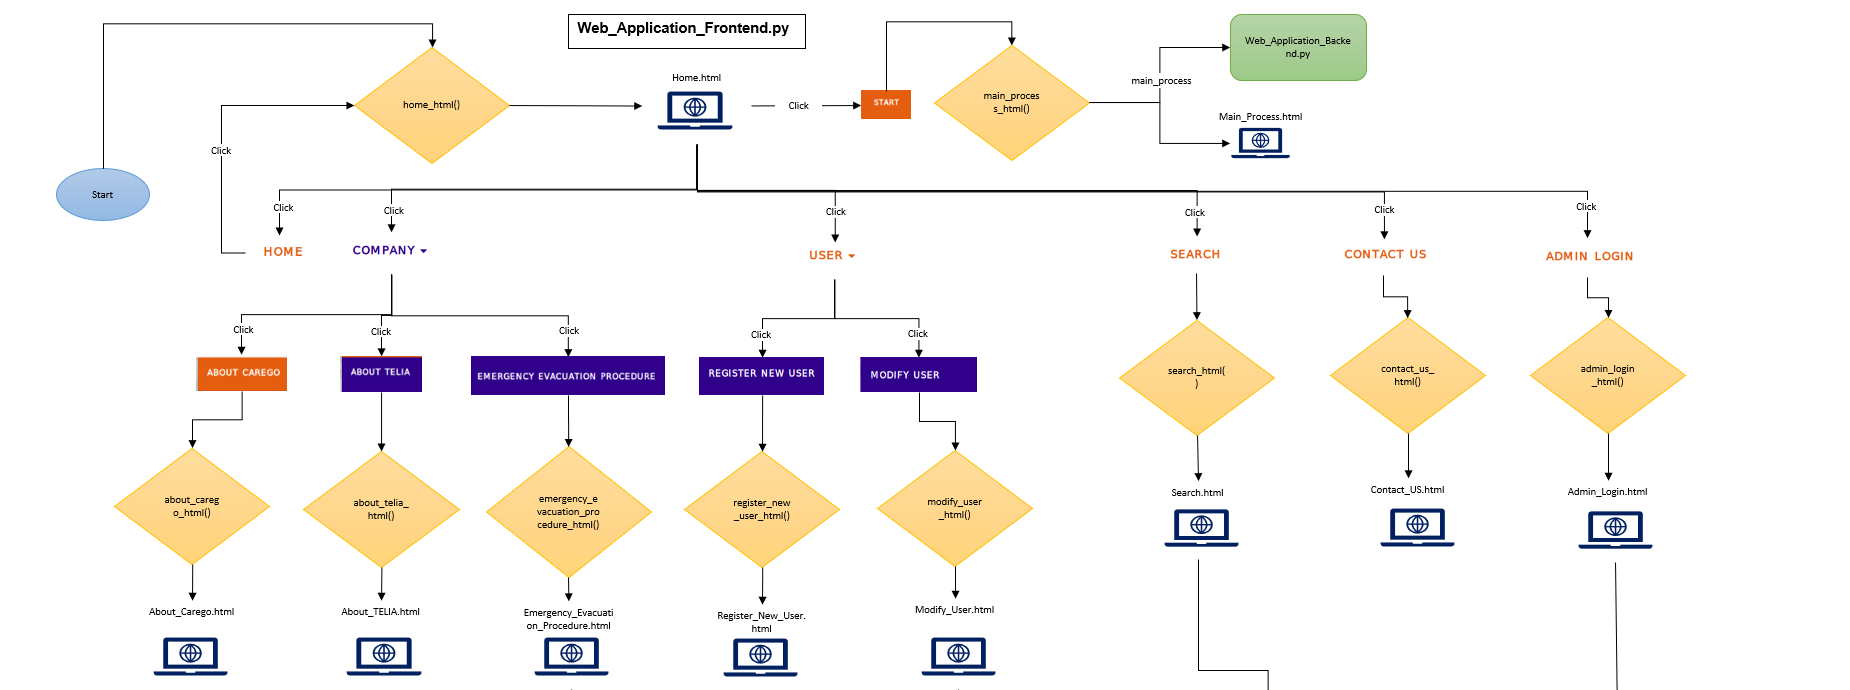 Web_Application_Frontend.py
Web_Application_Backe
nd.py
Home.html
home_html()
Click
START
main_proces
s_html()
main_process
Main_Process.html
Click
Start
Click
Click
Click
Click
Click
Click
HOME
COMPANY
USER
SEARCH
CONTACT US
ADMIN LOGIN
Click
Click
Click
Click
Click
ABOUT CAREGO
ABOUT TELIA
EMERGENCY EVACUATION PROCEDURE
REGISTER NEW USER
MODIFY USER
search_html(
)
contact_us_
html()
admin_login
_html()
about_careg
o_html()
about_telia_
html()
emergency_e
vacuation_pro
cedure_html()
register_new
_user_html()
modify_user
_html()
Search.html
Contact_US.html
Admin_Login.html
About_Carego.html
About_TELIA.html
Emergency_Evacuati
on_Procedure.html
Register_New_User.
html
Modify_User.html